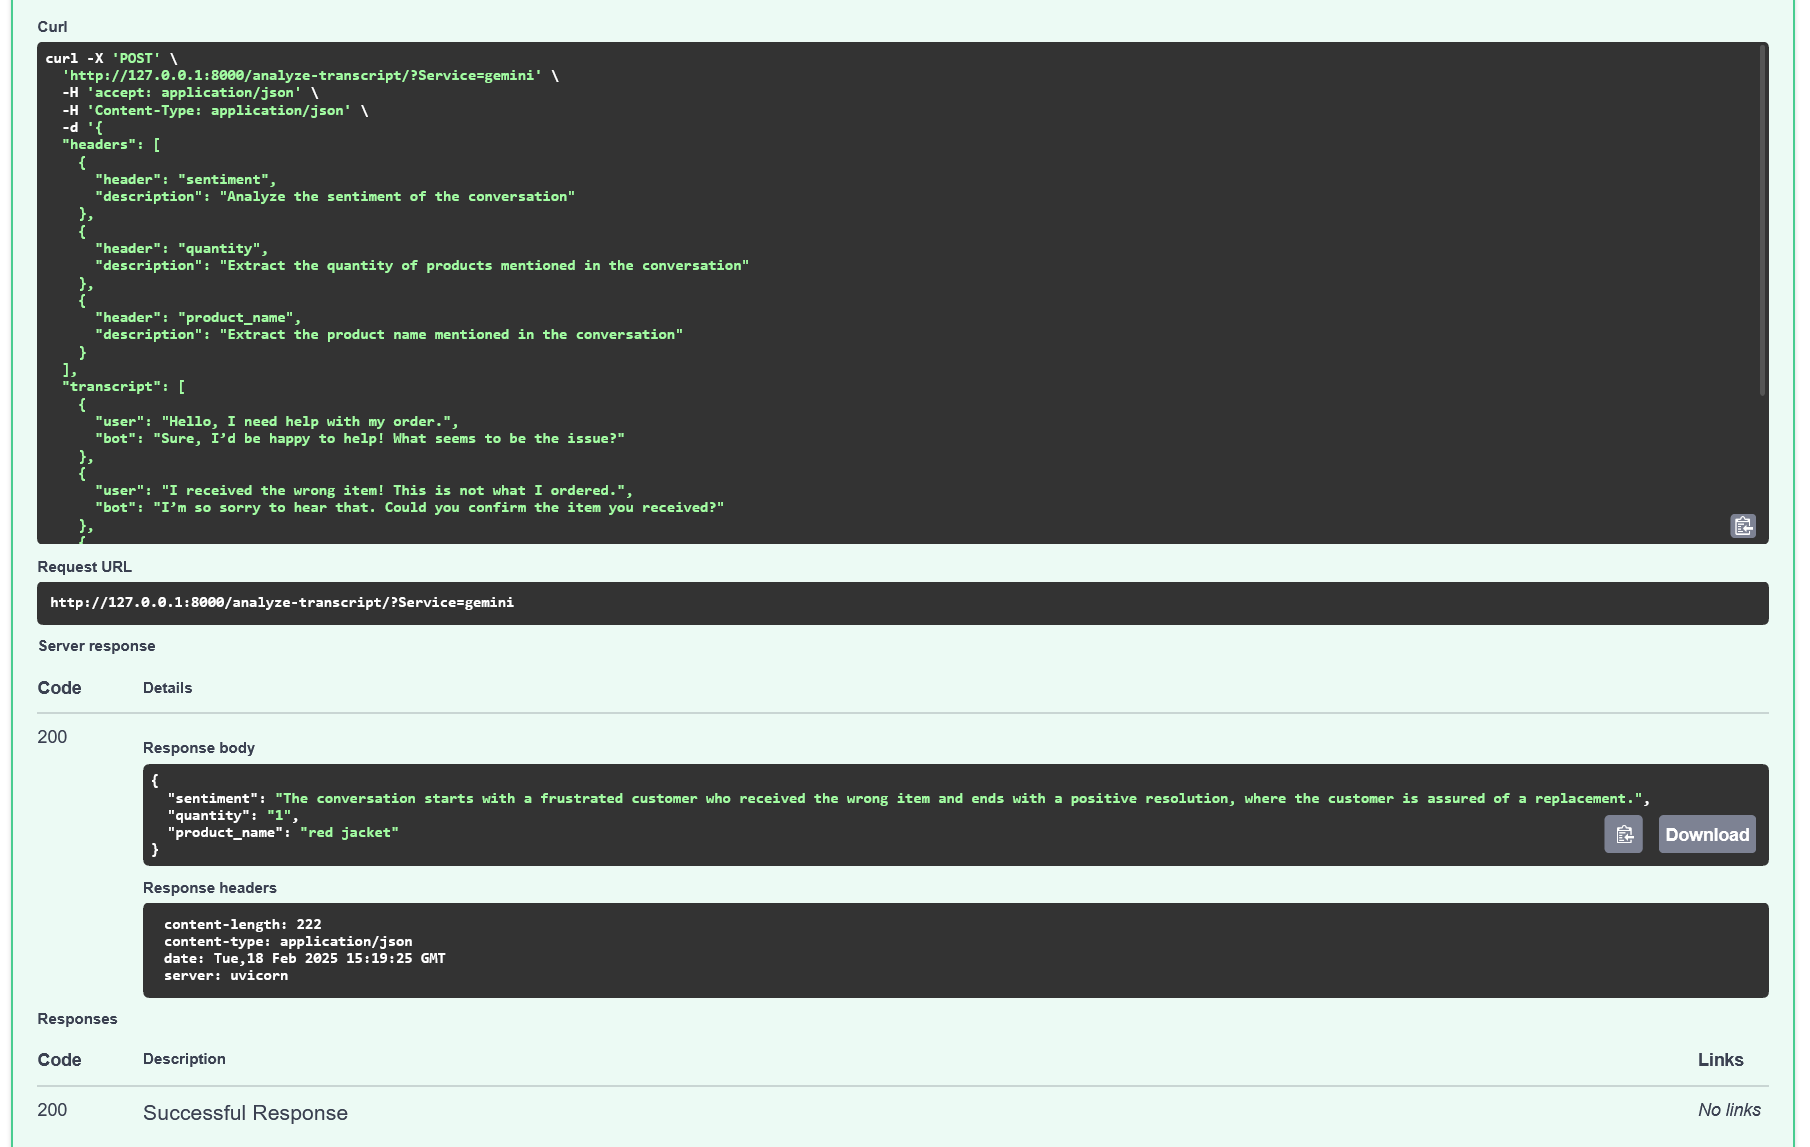 Curl
curl -X 'POST' \
'http://127.0.0.1:8000/analyze-transcript/?Service=gemini' \
-H 'accept: application/json' \
-H 'Content-Type: application/json' \
-d '{
"headers": [
{
"header": "sentiment",
"description": "Analyze the sentiment of the conversation"
},
{
"header": "quantity",
"description": "Extract the quantity of products mentioned in the conversation"
},
{
"header": "product_name",
"description": "Extract the product name mentioned in the conversation"
}
],
"transcript": [
{
"user": "Hello, I need help with my order.",
"bot": "Sure, I’d be happy to help! What seems to be the issue?"
},
{
"user": "I received the wrong item! This is not what I ordered.",
"bot": "I’m so sorry to hear that. Could you confirm the item you received?"
},
{
Request URL
http://127.0.0.1:8000/analyze-transcript/?Service=gemini
Server response
Code Details
200
Response body
{
"sentiment": "The conversation starts with a frustrated customer who received the wrong item and ends with a positive resolution, where the customer is assured of a replacement.",
"quantity": "1",
"product_name": "red jacket"
}
Download
Response headers
content-length: 222
content-type: application/json
date: Tue,18 Feb 2025 15:19:25 GMT
server: uvicorn
Responses
Code Description Links
200 Successful Response No links